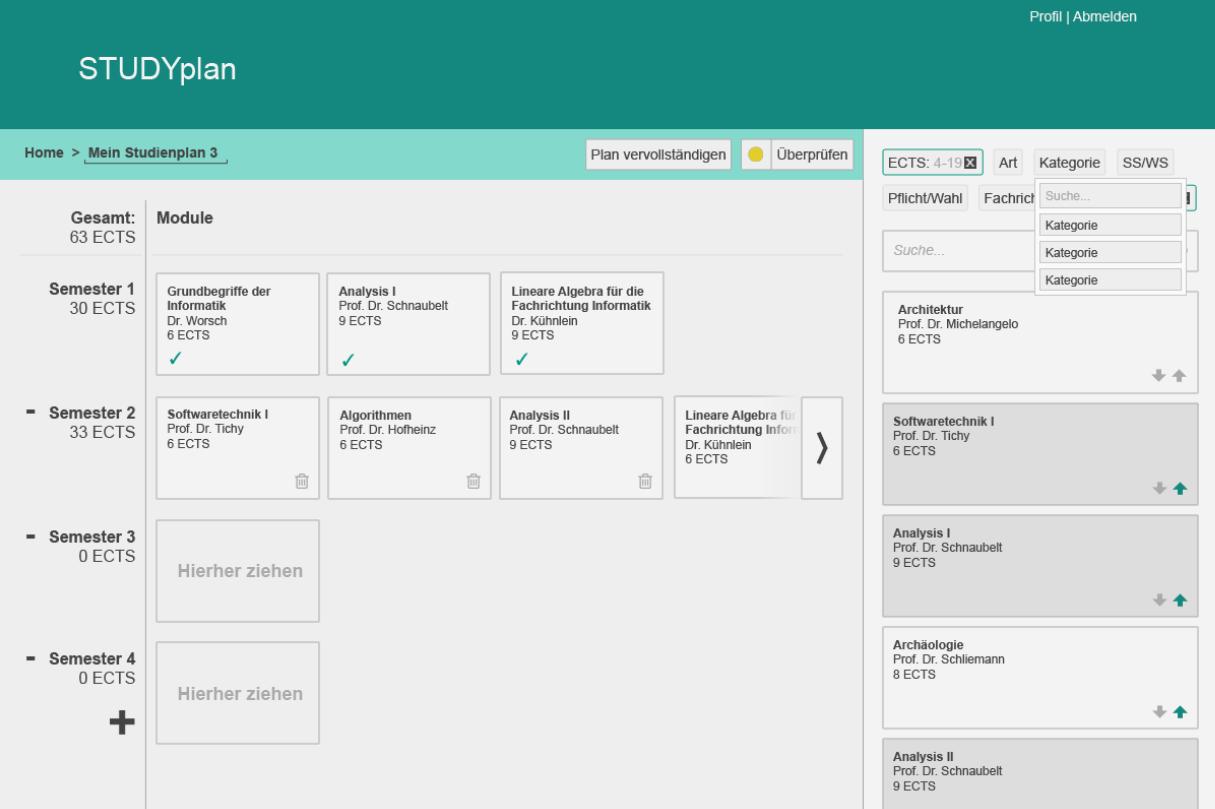 Profil | Abmelden
STUDYplan
Home > Mein Studienplan 3
Plan vervollständigen
Überprüfen
Gesamt:
63 ECTS
Module
Semester 1
30 ECTS
Grundbegriffe der
Informatik
Dr. Worsch
6 ECTS
Analysis I
Prof. Dr. Schnaubelt
9 ECTS
Lineare Algebra für die
Fachrichtung Informatik
Dr. Kühnlein
9 ECTS
Semester 2
33 ECTS
Softwaretechnik I
Prof. Dr. Tichy
6 ECTS
Algorithmen
Prof. Dr. Hofheinz
6 ECTS
Analysis II
Prof. Dr. Schnaubelt
9 ECTS
Lineare Algebra für
Fachrichtung Inform
Dr. Kühnlein
6 ECTS
Semester 3
0 ECTS
Hierher ziehen
Semester 4
0 ECTS
Hierher ziehen
ECTS: 4-19
Art
Kategorie
SS/WS
Pflicht/Wahl
Fachrich
Suche...
Kategorie
Kategorie
Kategorie
Suche...
Architektur
Prof. Dr. Michelangelo
6 ECTS
Softwaretechnik I
Prof. Dr. Tichy
6 ECTS
Analysis I
Prof. Dr. Schnaubelt
9 ECTS
Archäologie
Prof. Dr. Schliemann
8 ECTS
Analysis II
Prof. Dr. Schnaubelt
9 ECTS